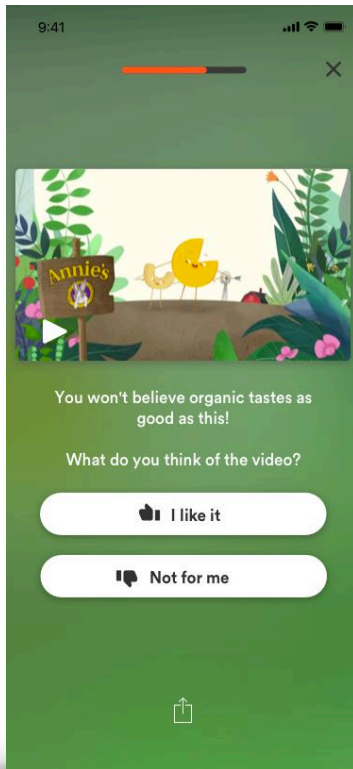 9:41
Annie's
You won't believe organic tastes as
good as this!
What do you think of the video?
I like it
Not for me